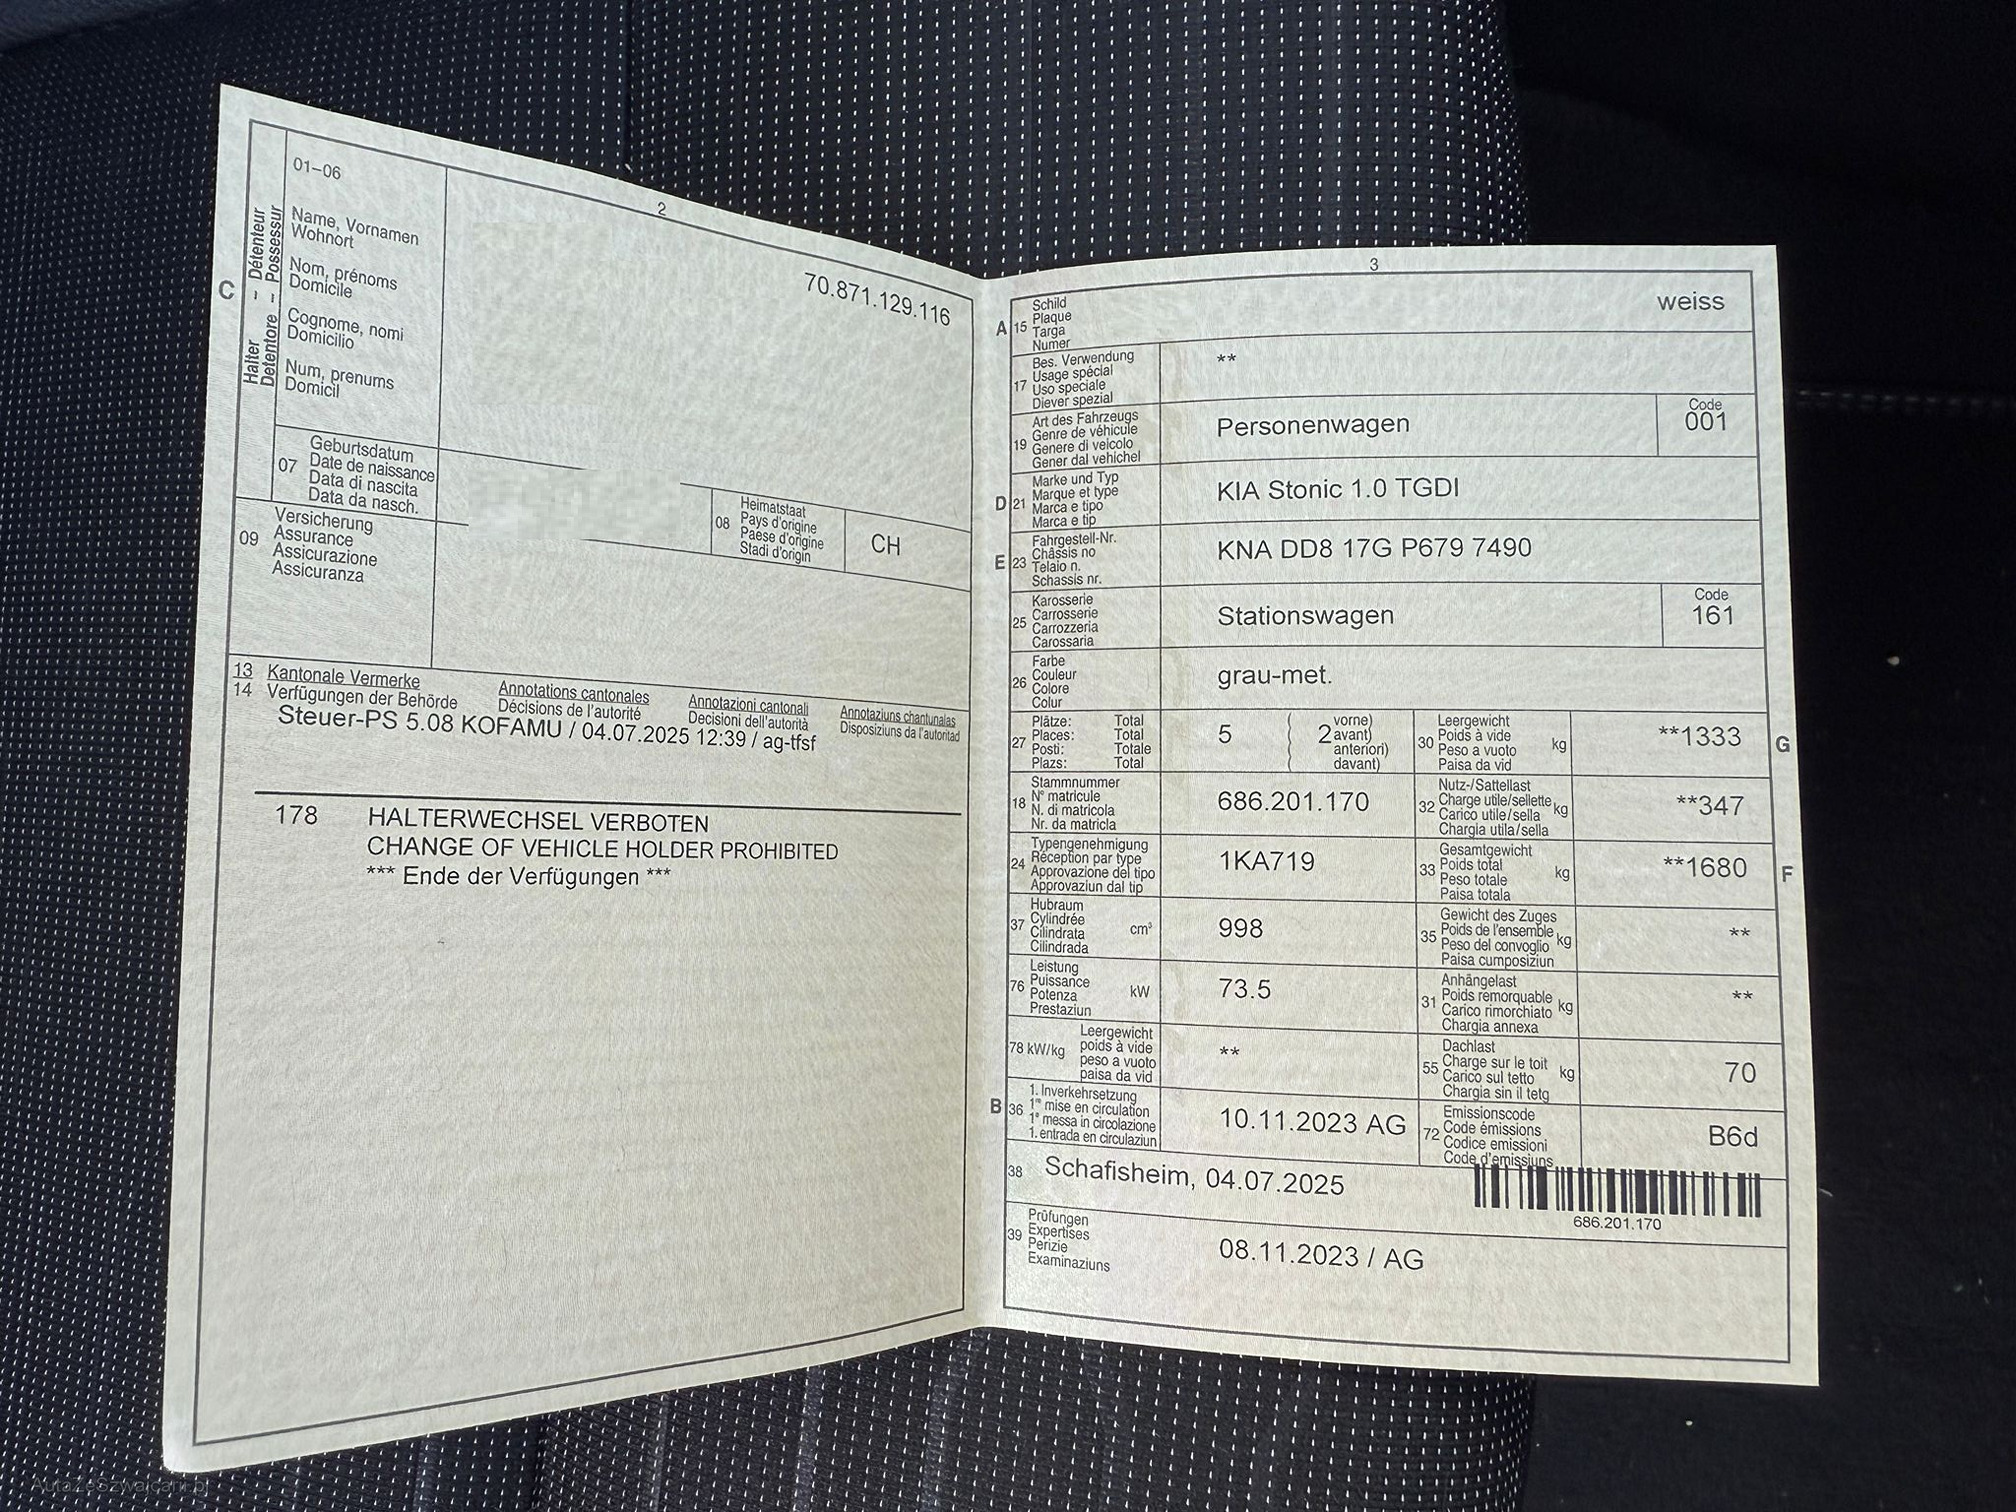 2
C
Halter – Détenteur
Detentore – Possessur
01–06
Name, Vornamen
Wohnort
Nom, prénoms
Domicile
Cognome, nomi
Domicilio
Num, prenums
Domicil
70.871.129.116
07
Geburtsdatum
Date de naissance
Data di nascita
Data da nasch.
08
Heimatstaat
Pays d'origine
Paese d'origine
Stadi d'origin
CH
09
Versicherung
Assurance
Assicurazione
Assicuranza
13 Kantonale Vermerke Annotations cantonales Annotazioni cantonali Annotaziuns chantunalas
14 Verfügungen der Behörde Décisions de l'autorité Decisioni dell'autorità Disposiziuns da l'autoritad
Steuer-PS 5.08 KOFAMU / 04.07.2025 12:39 / ag-tfsf
178 HALTERWECHSEL VERBOTEN
CHANGE OF VEHICLE HOLDER PROHIBITED
*** Ende der Verfügungen ***
3
A 15
Schild
Plaque
Targa
Numer
weiss
17
Bes. Verwendung
Usage spécial
Uso speciale
Diever spezial
**
19
Art des Fahrzeugs
Genre de véhicule
Genere di veicolo
Gener dal vehichel
Personenwagen
Code
001
D 21
Marke und Typ
Marque et type
Marca e tipo
Marca e tip
KIA Stonic 1.0 TGDI
E 23
Fahrgestell-Nr.
Châssis no
Telaio n.
Schassis nr.
KNA DD8 17G P679 7490
25
Karosserie
Carrosserie
Carrozzeria
Carossaria
Stationswagen
Code
161
26
Farbe
Couleur
Colore
Colur
grau-met.
27
Plätze: Total
Places: Total
Posti: Totale
Plazs: Total
5
( 2 vorne)
avant)
anteriori)
davant)
30
Leergewicht
Poids à vide
Peso a vuoto
Paisa da vid
kg
**1333
G
18
Stammnummer
N° matricule
N. di matricola
Nr. da matricla
686.201.170
32
Nutz-/Sattellast
Charge utile/sellette
Carico utile/sella
Chargia utila/sella
kg
**347
24
Typengenehmigung
Réception par type
Approvazione del tipo
Approvaziun dal tip
1KA719
33
Gesamtgewicht
Poids total
Peso totale
Paisa totala
kg
**1680
F
37
Hubraum
Cylindrée
Cilindrata
Cilindrada
cm³
998
35
Gewicht des Zuges
Poids de l'ensemble
Peso del convoglio
Paisa cumposiziun
kg
**
76
Leistung
Puissance
Potenza
Prestaziun
kW
73.5
31
Anhängelast
Poids remorquable
Carico rimorchiato
Chargia annexa
kg
**
78 kW/kg
Leergewicht
poids à vide
peso a vuoto
paisa da vid
**
55
Dachlast
Charge sur le toit
Carico sul tetto
Chargia sin il tetg
kg
70
B 36
1. Inverkehrsetzung
1re mise en circulation
1a messa in circolazione
1. entrada en circulaziun
10.11.2023 AG
72
Emissionscode
Code émissions
Codice emissioni
Code d'emissiuns
B6d
38 Schafisheim, 04.07.2025
686.201.170
39
Prüfungen
Expertises
Perizie
Examinaziuns
08.11.2023 / AG
AutaZeSzwajcarii.pl